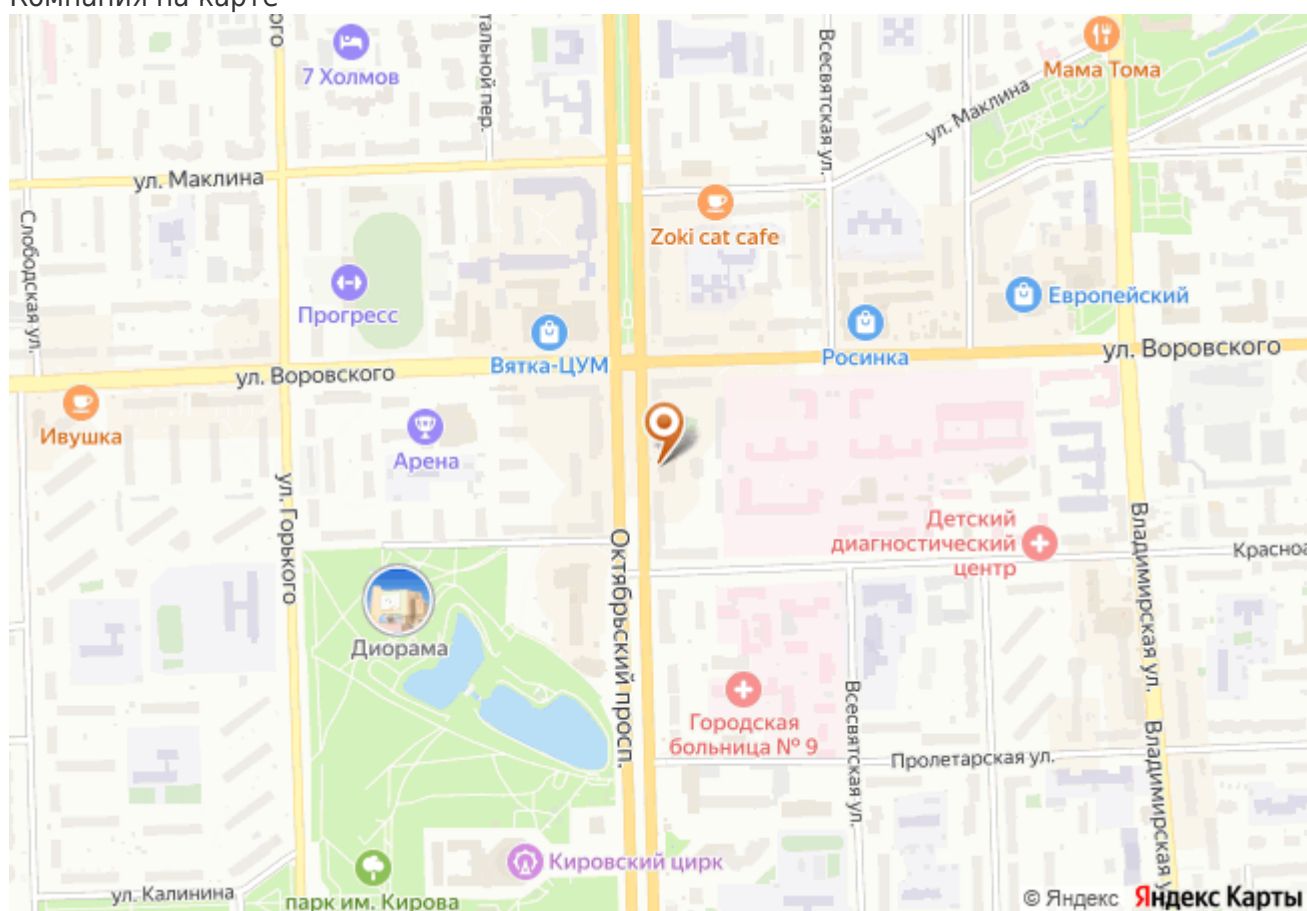 Компания на карте
7 Холмов
тальной пер.
Всесвятская ул.
Мама Тома
ул. Маклина
ул. Маклина
Слободская ул.
Zoki cat cafe
Прогресс
Европейский
Вятка-ЦУМ
Росинка
ул. Воровского
ул. Воровского
Ивушка
Арена
ул. Горького
Октябрьский просп.
Детский
диагностический
центр
Владимирская ул.
Красноа
Диорама
Городская
больница № 9
Всесвятская ул.
Пролетарская ул.
Владимирская у
Кировский цирк
ул. Калинина
парк им. Кирова
© Яндекс Яндекс Карты